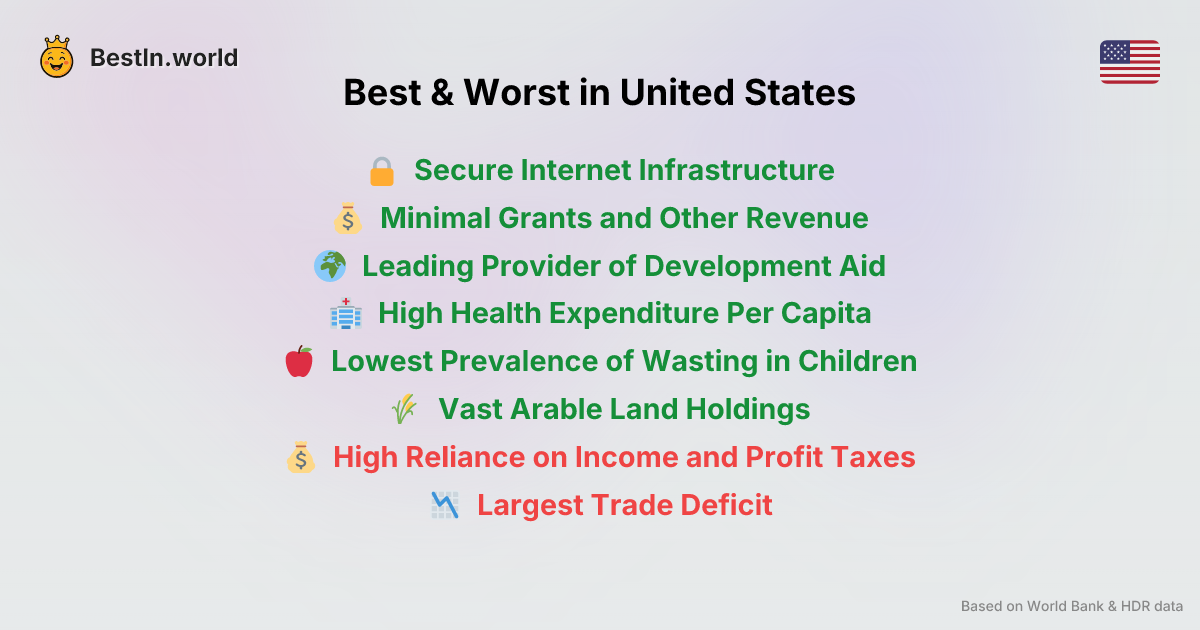 BestIn.world
Best & Worst in United States
Secure Internet Infrastructure
Minimal Grants and Other Revenue
Leading Provider of Development Aid
High Health Expenditure Per Capita
Lowest Prevalence of Wasting in Children
Vast Arable Land Holdings
High Reliance on Income and Profit Taxes
Largest Trade Deficit
Based on World Bank & HDR data